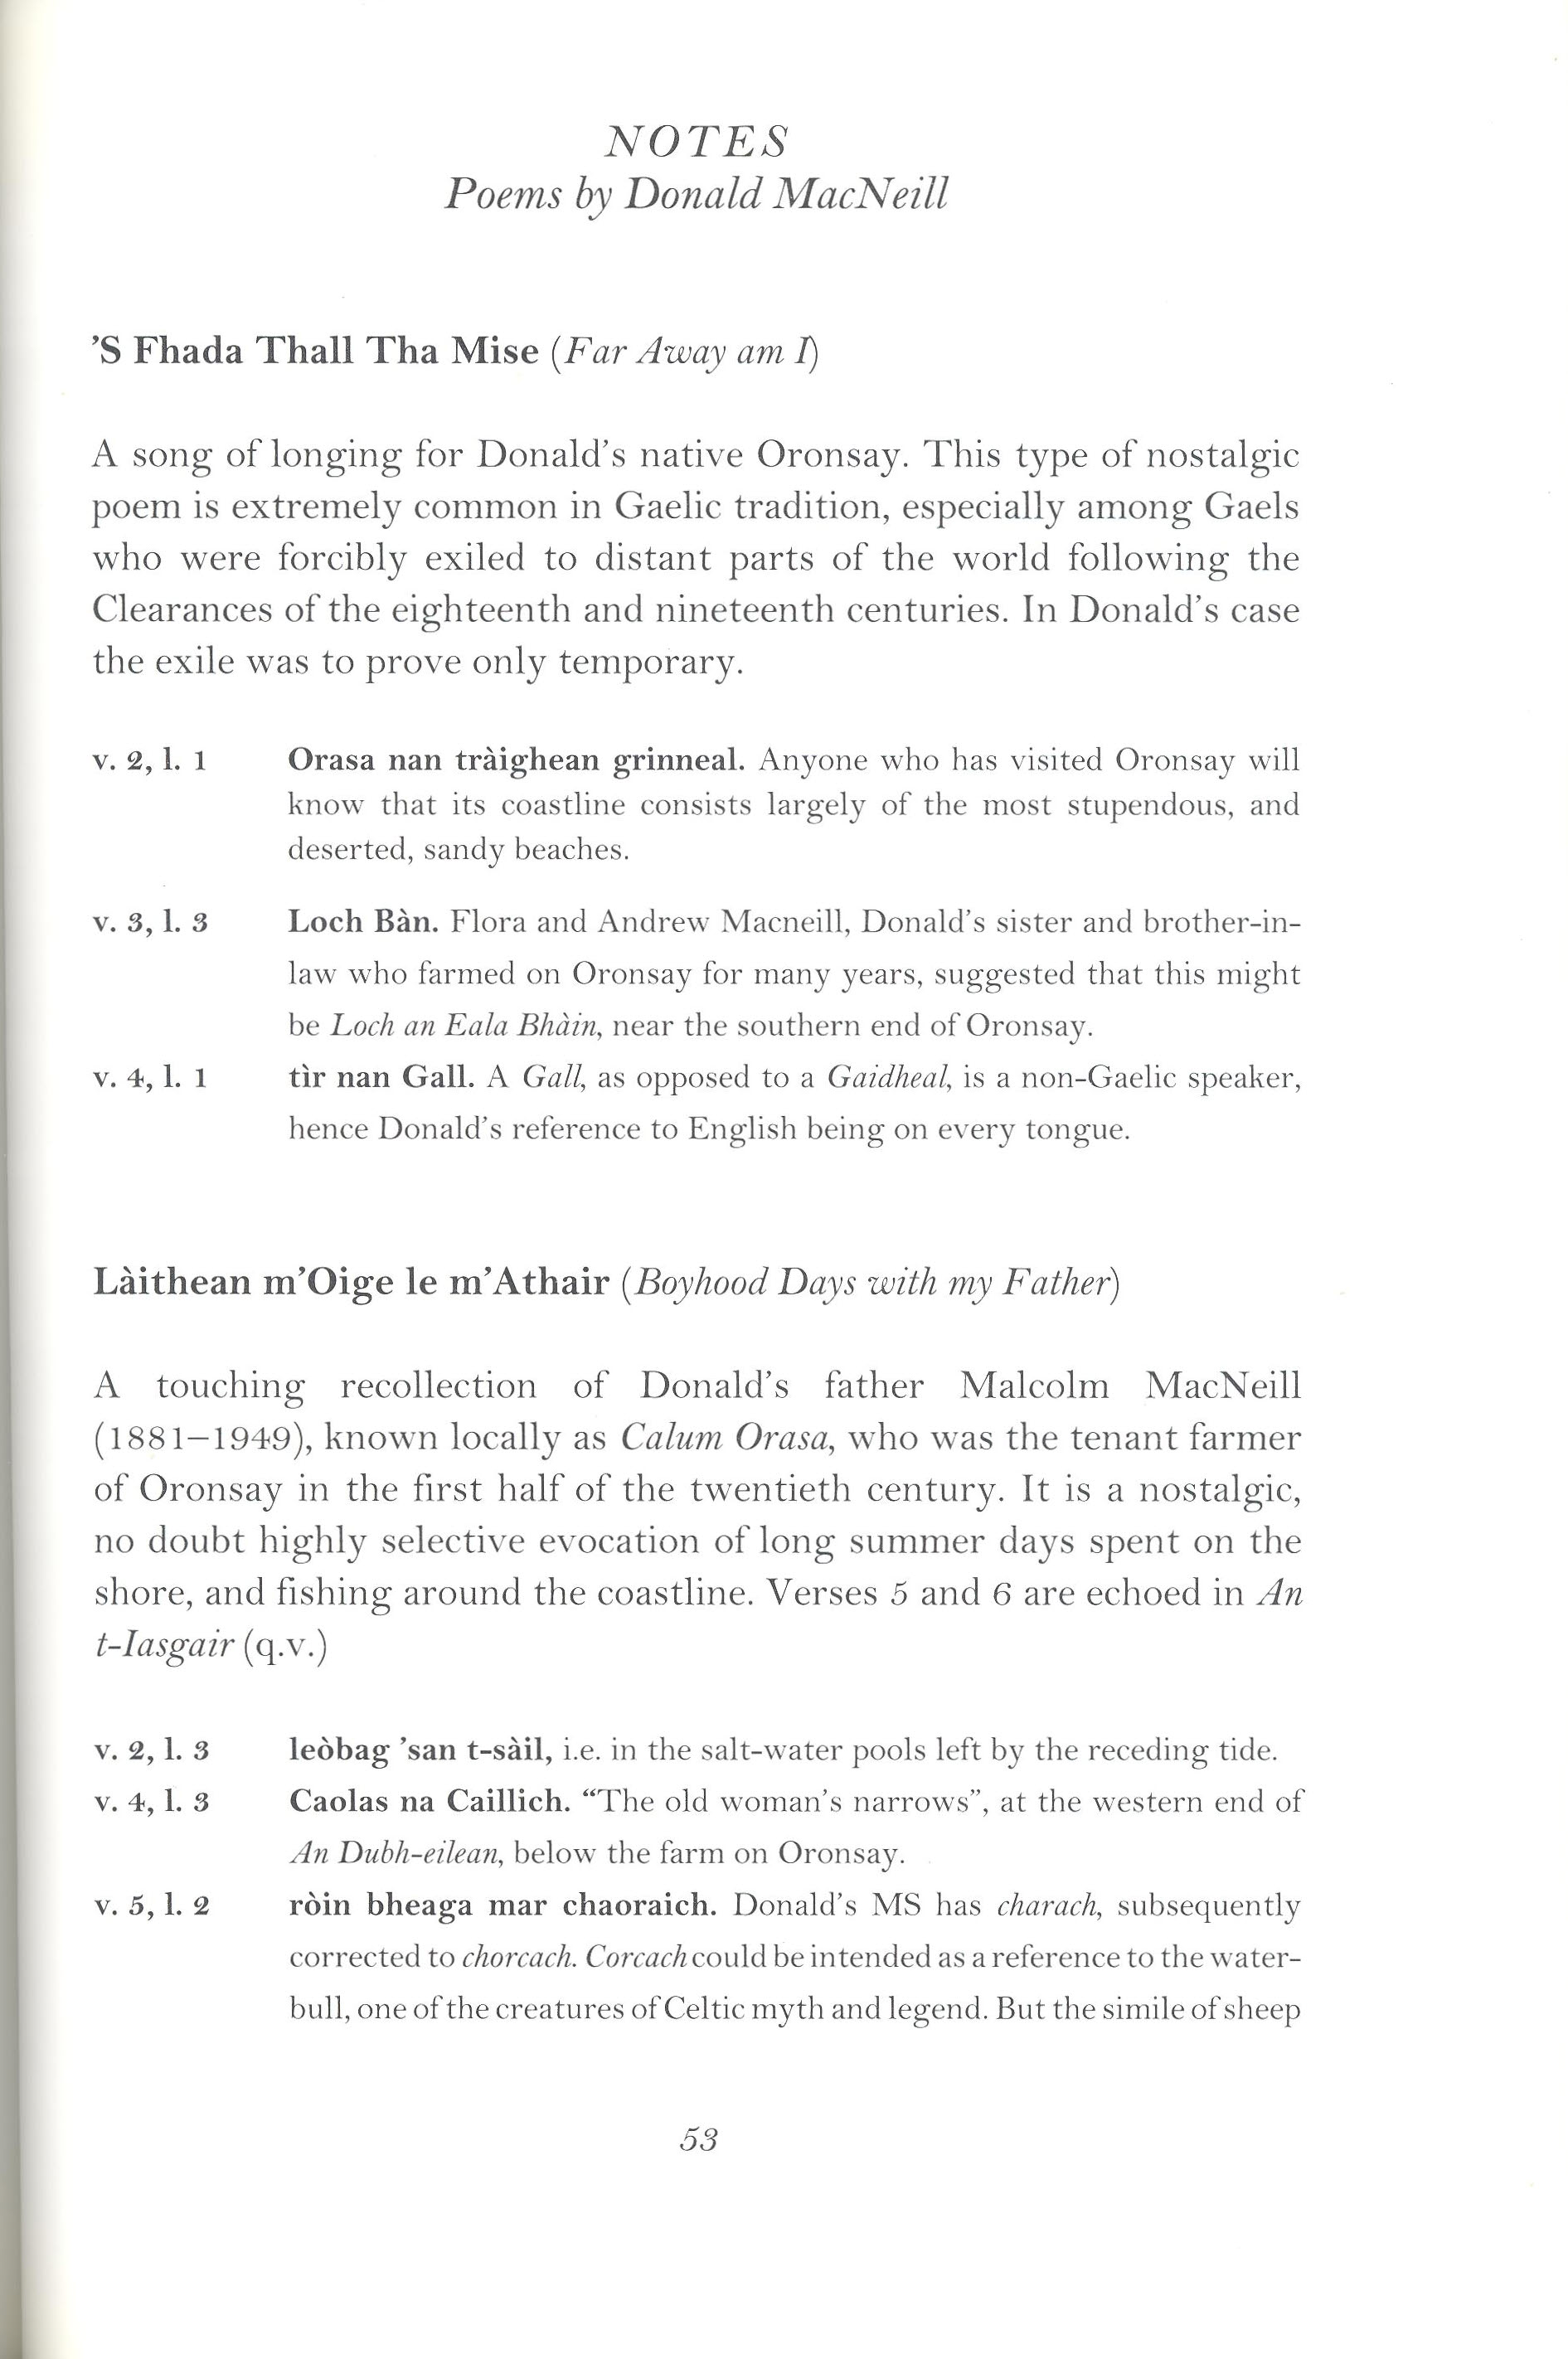 NOTES
Poems by Donald MacNeill
’S Fhada Thall Tha Mise (Far Away am I)
A song of longing for Donald’s native Oronsay. This type of nostalgic
poem is extremely common in Gaelic tradition, especially among Gaels
who were forcibly exiled to distant parts of the world following the
Clearances of the eighteenth and nineteenth centuries. In Donald’s case
the exile was to prove only temporary.
v. 2, l. 1 Orasa nan tràighean grinneal. Anyone who has visited Oronsay will
know that its coastline consists largely of the most stupendous, and
deserted, sandy beaches.
v. 3, l. 3 Loch Bàn. Flora and Andrew Macneill, Donald’s sister and brother-in-
law who farmed on Oronsay for many years, suggested that this might
be Loch an Eala Bhàin, near the southern end of Oronsay.
v. 4, l. 1 tìr nan Gall. A Gall, as opposed to a Gaidheal, is a non-Gaelic speaker,
hence Donald’s reference to English being on every tongue.
Làithean m’Oige le m’Athair (Boyhood Days with my Father)
A touching recollection of Donald’s father Malcolm MacNeill
(1881–1949), known locally as Calum Orasa, who was the tenant farmer
of Oronsay in the first half of the twentieth century. It is a nostalgic,
no doubt highly selective evocation of long summer days spent on the
shore, and fishing around the coastline. Verses 5 and 6 are echoed in An
t-Iasgair (q.v.)
v. 2, l. 3 leòbag ’san t-sàil, i.e. in the salt-water pools left by the receding tide.
v. 4, l. 3 Caolas na Caillich. “The old woman’s narrows”, at the western end of
An Dubh-eilean, below the farm on Oronsay.
v. 5, l. 2 ròin bheaga mar chaoraich. Donald’s MS has charach, subsequently
corrected to chorcach. Corcach could be intended as a reference to the water-
bull, one of the creatures of Celtic myth and legend. But the simile of sheep
53